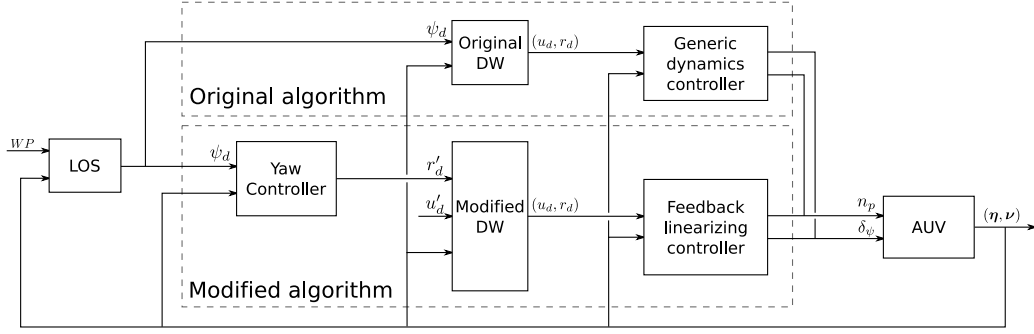 ψ_d
Original
DW
(u_d, r_d)
Generic
dynamics
controller
Original algorithm
WP
LOS
ψ_d
Yaw
Controller
r′_d
u′_d
Modified
DW
(u_d, r_d)
Feedback
linearizing
controller
n_p
δ_ψ
AUV
(η, ν)
Modified algorithm